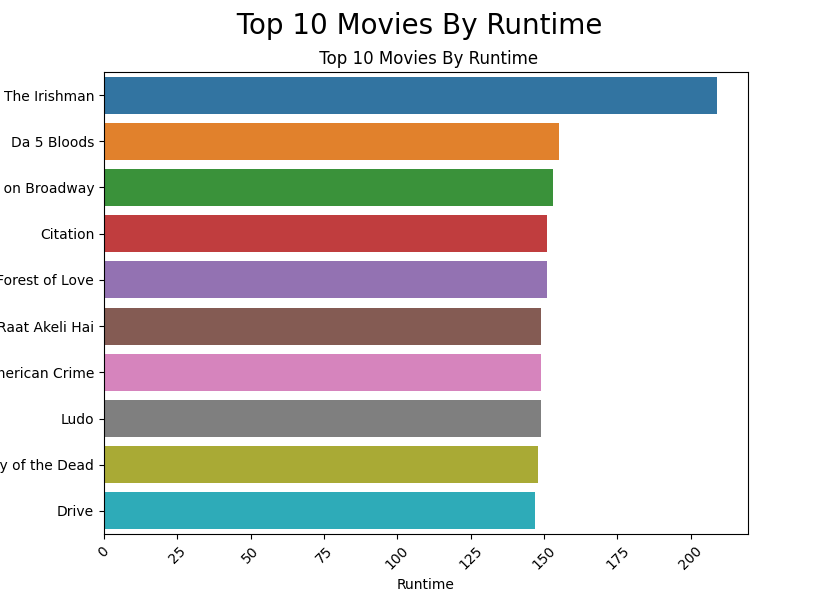 Top 10 Movies By Runtime
Top 10 Movies By Runtime
The Irishman
Da 5 Bloods
on Broadway
Citation
Forest of Love
Raat Akeli Hai
merican Crime
Ludo
y of the Dead
Drive
0 25 50 75 100 125 150 175 200
Runtime